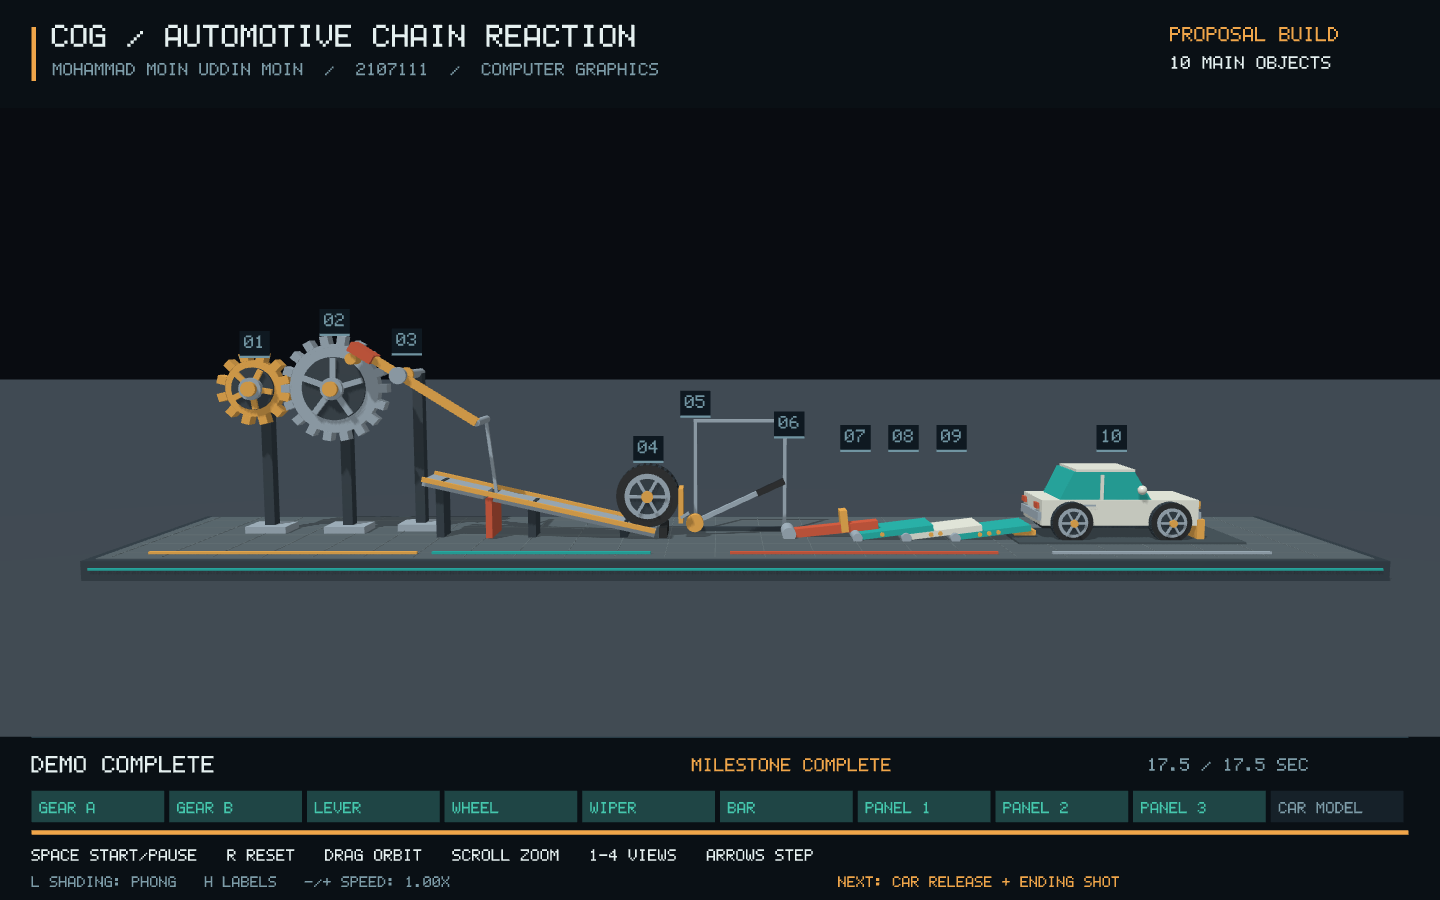 COG / AUTOMOTIVE CHAIN REACTION
PROPOSAL BUILD
MOHAMMAD MOIN UDDIN MOIN / 2107111 / COMPUTER GRAPHICS
10 MAIN OBJECTS
01
02
03
04
05
06
07
08
09
10
DEMO COMPLETE
MILESTONE COMPLETE
17.5 / 17.5 SEC
GEAR A
GEAR B
LEVER
WHEEL
WIPER
BAR
PANEL 1
PANEL 2
PANEL 3
CAR MODEL
SPACE START/PAUSE R RESET DRAG ORBIT SCROLL ZOOM 1-4 VIEWS ARROWS STEP
L SHADING: PHONG H LABELS -/+ SPEED: 1.00X
NEXT: CAR RELEASE + ENDING SHOT